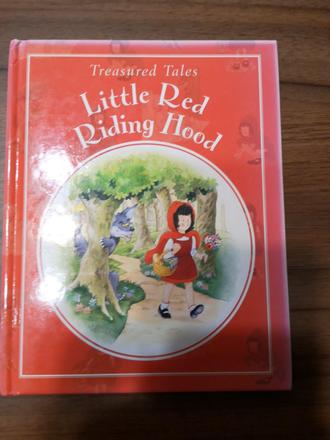 Treasured Tales
Little Red
Riding Hood